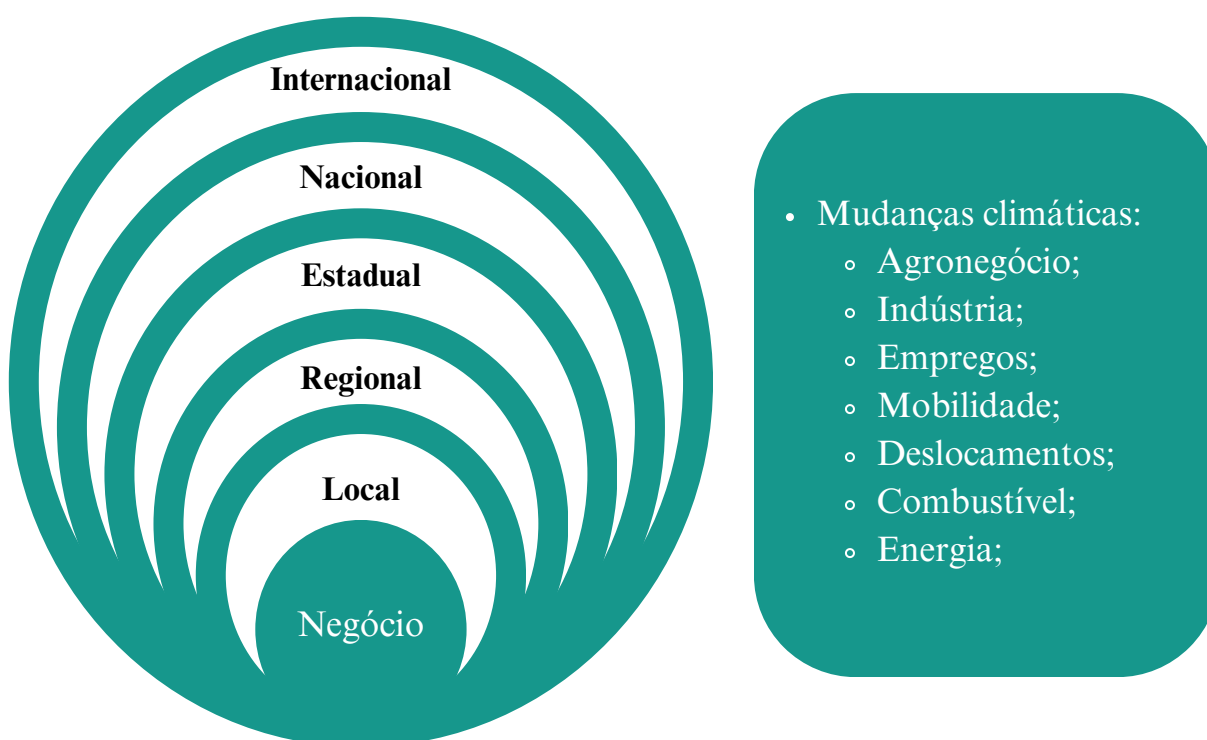 Internacional
Nacional
Estadual
Regional
Local
Negócio
• Mudanças climáticas:
◦ Agronegócio;
◦ Indústria;
◦ Empregos;
◦ Mobilidade;
◦ Deslocamentos;
◦ Combustível;
◦ Energia;